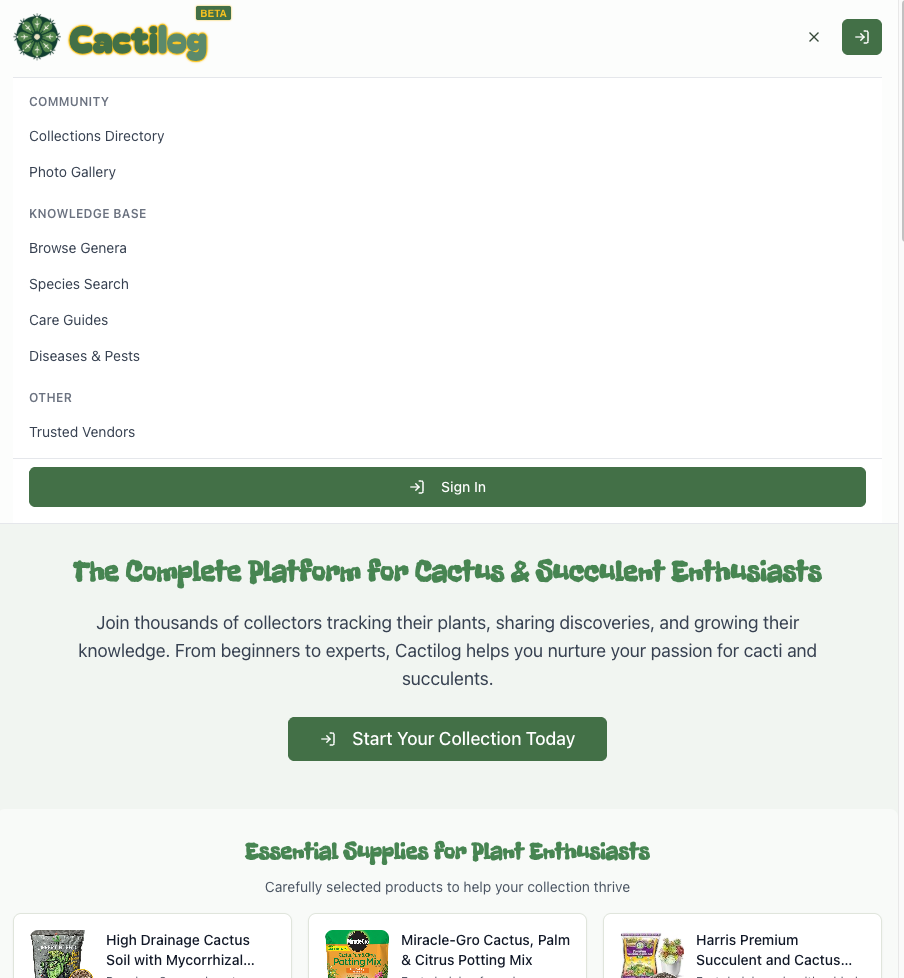 BETA
Cactilog
COMMUNITY
Collections Directory
Photo Gallery
KNOWLEDGE BASE
Browse Genera
Species Search
Care Guides
Diseases & Pests
OTHER
Trusted Vendors
Sign In
The Complete Platform for Cactus & Succulent Enthusiasts
Join thousands of collectors tracking their plants, sharing discoveries, and growing their
knowledge. From beginners to experts, Cactilog helps you nurture your passion for cacti and
succulents.
Start Your Collection Today
Essential Supplies for Plant Enthusiasts
Carefully selected products to help your collection thrive
High Drainage Cactus
Soil with Mycorrhizal...
Miracle-Gro
Potting Mix
Miracle-Gro Cactus, Palm
& Citrus Potting Mix
Harris Premium
Succulent and Cactus...